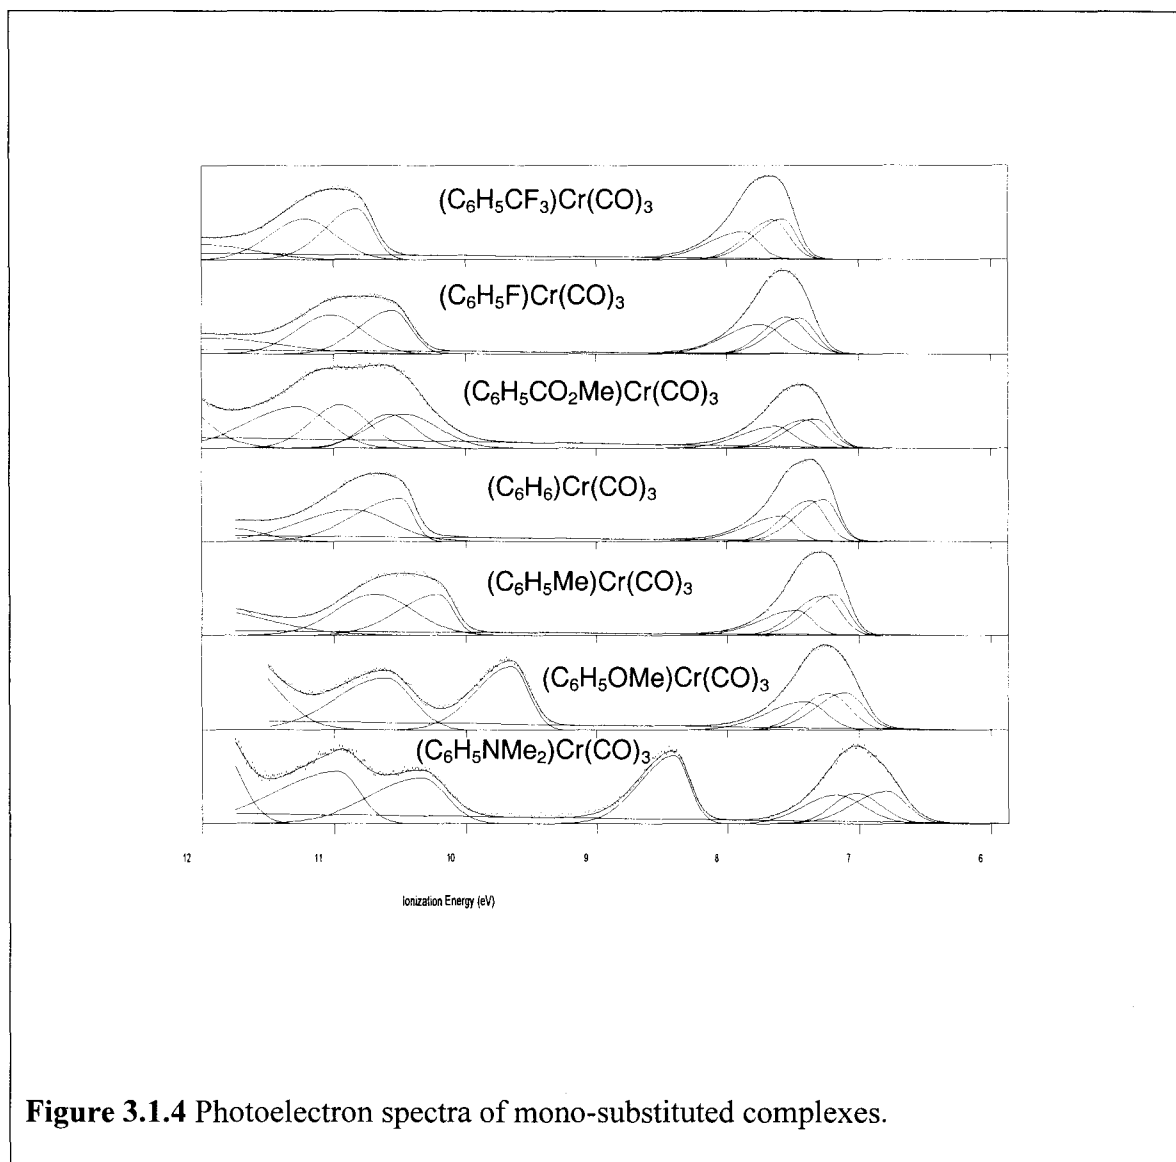 (C₆H₅CF₃)Cr(CO)₃
(C₆H₅F)Cr(CO)₃
(C₆H₅CO₂Me)Cr(CO)₃
(C₆H₆)Cr(CO)₃
(C₆H₅Me)Cr(CO)₃
(C₆H₅OMe)Cr(CO)₃
(C₆H₅NMe₂)Cr(CO)₃
12 11 10 9 8 7 6
Ionization Energy (eV)
Figure 3.1.4 Photoelectron spectra of mono-substituted complexes.